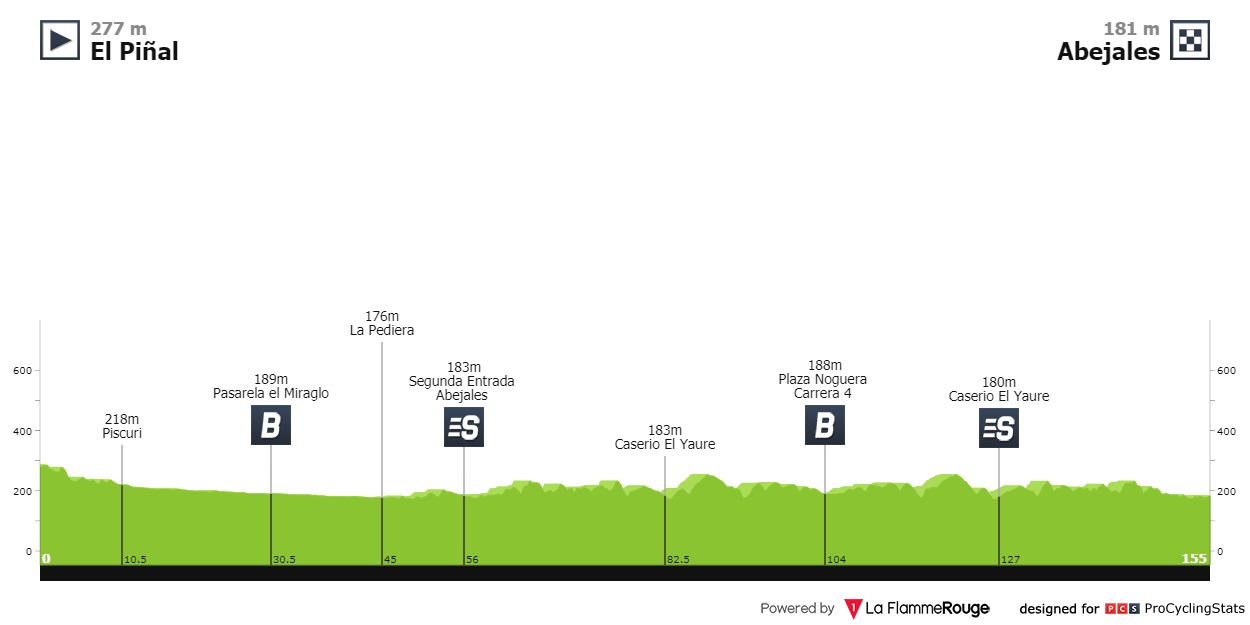 277 m
El Piñal
181 m
Abejales
176m
La Pediera
183m
Segunda Entrada
Abejales
188m
Plaza Noguera
Carrera 4
189m
Pasarela el Miraglo
180m
Caserio El Yaure
218m
Piscuri
183m
Caserio El Yaure
B
S
B
S
600
400
200
0
600
400
200
0
0
10.5
30.5
45
56
82.5
104
127
155
Powered by 1 La FlammeRouge designed for PCS ProCyclingStats